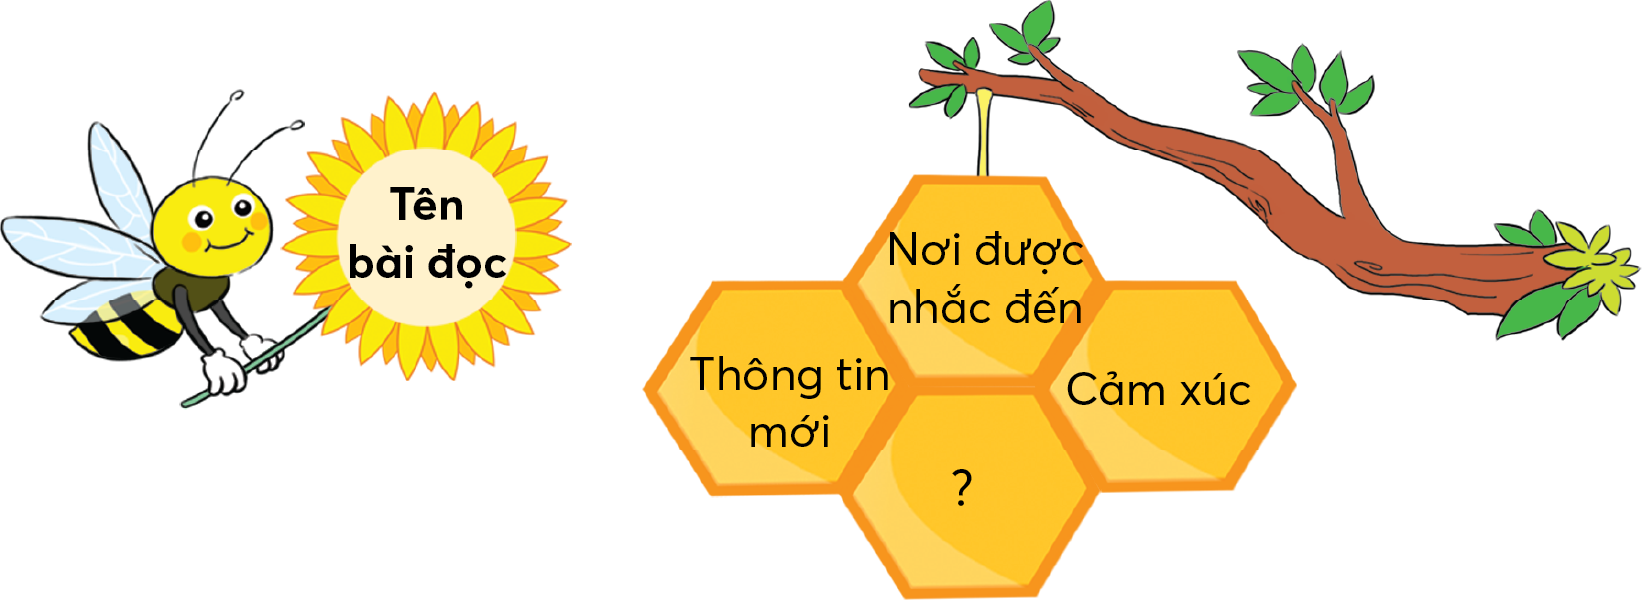 Tên
bài đọc
Nơi được
nhắc đến
Thông tin
mới
Cảm xúc
?